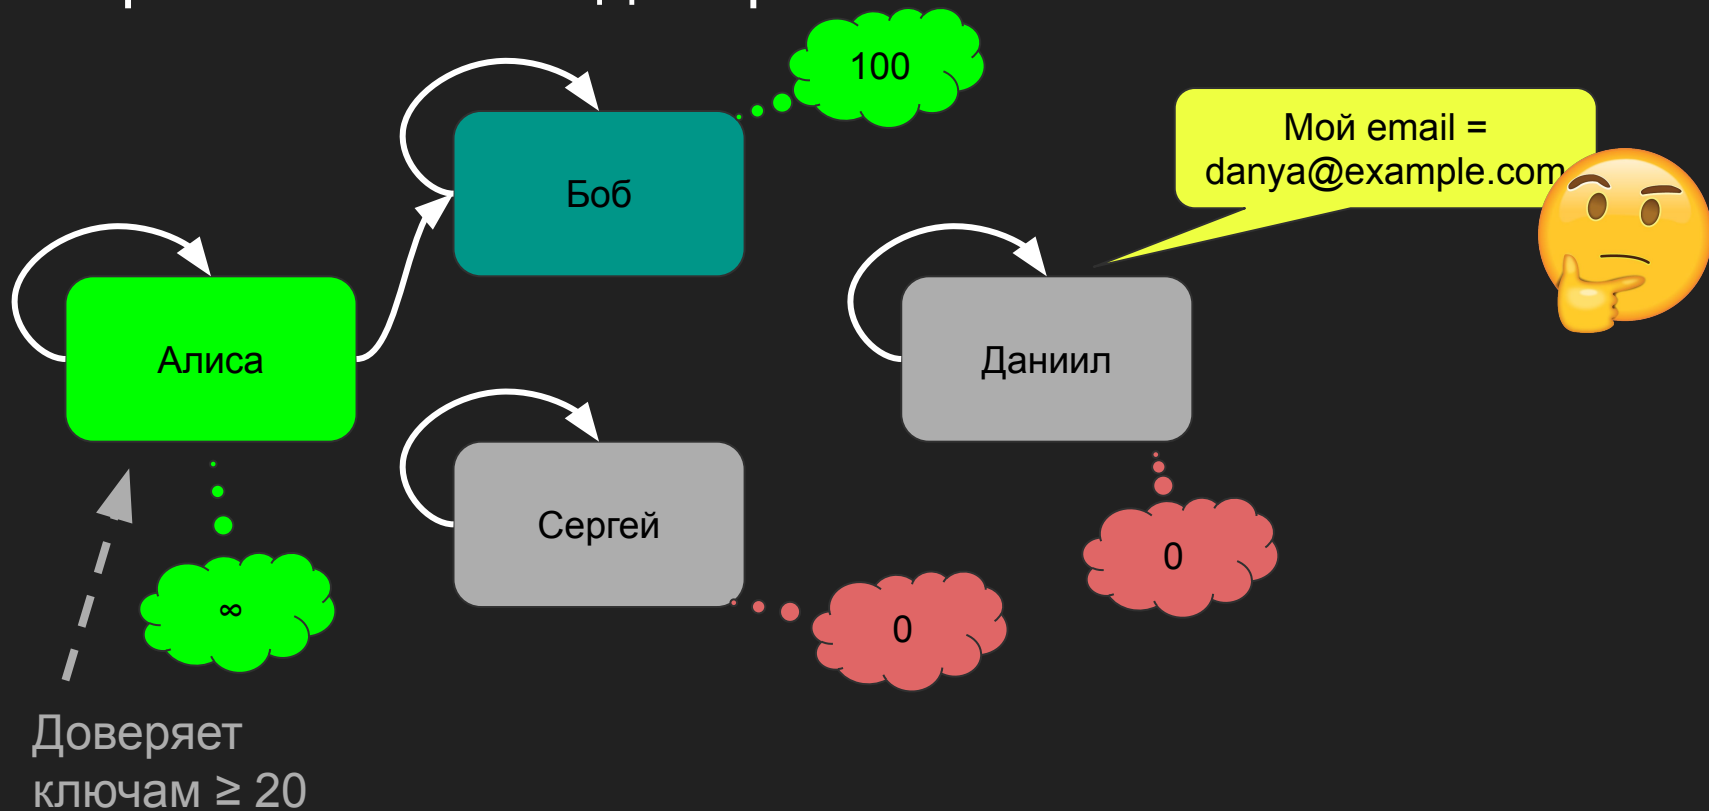 100
Мой email =
danya@example.com
Боб
Алиса
Даниил
Сергей
0
∞
0
Доверяет
ключам ≥ 20